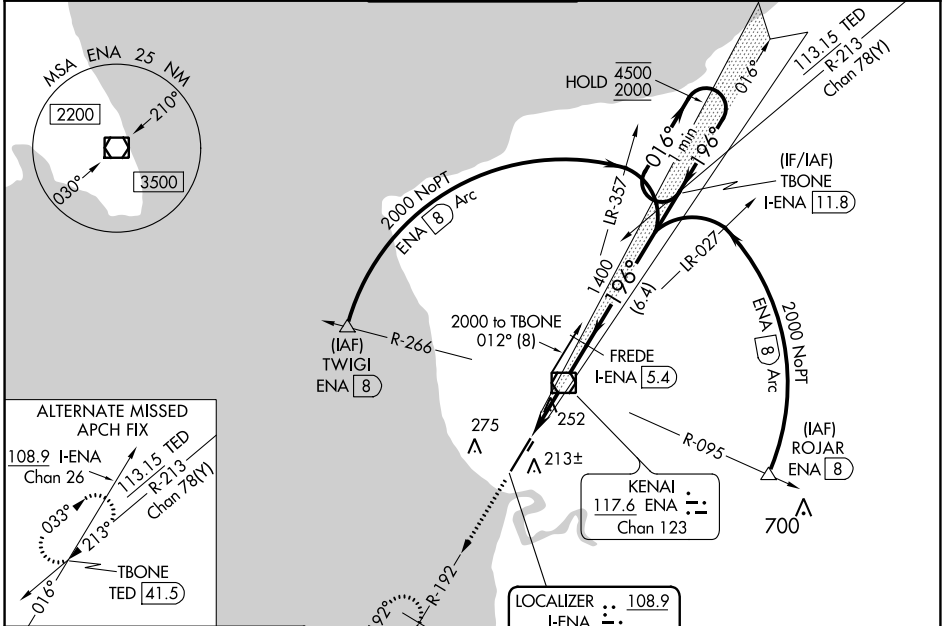 MSA ENA 25 NM
2200
210°
030°
3500
HOLD 4500
2000
016°
1 min
196°
016°
113.15 TED
R-213
Chan 78(Y)
(IF/IAF)
TBONE
I-ENA 11.8
2000 NoPT
ENA 8 Arc
LR-357
1400
196°
(6.4)
LR-027
2000 NoPT
ENA 8 Arc
2000 to TBONE
012° (8)
FREDE
I-ENA 5.4
R-266
(IAF)
TWIGI
ENA 8
252
275
213±
R-095
(IAF)
ROJAR
ENA 8
700
KENAI
117.6 ENA
Chan 123
ALTERNATE MISSED
APCH FIX
108.9 I-ENA
Chan 26
113.15 TED
R-213
Chan 78(Y)
033°
213°
TBONE
TED 41.5
016°
R-192
LOCALIZER 108.9
I-ENA